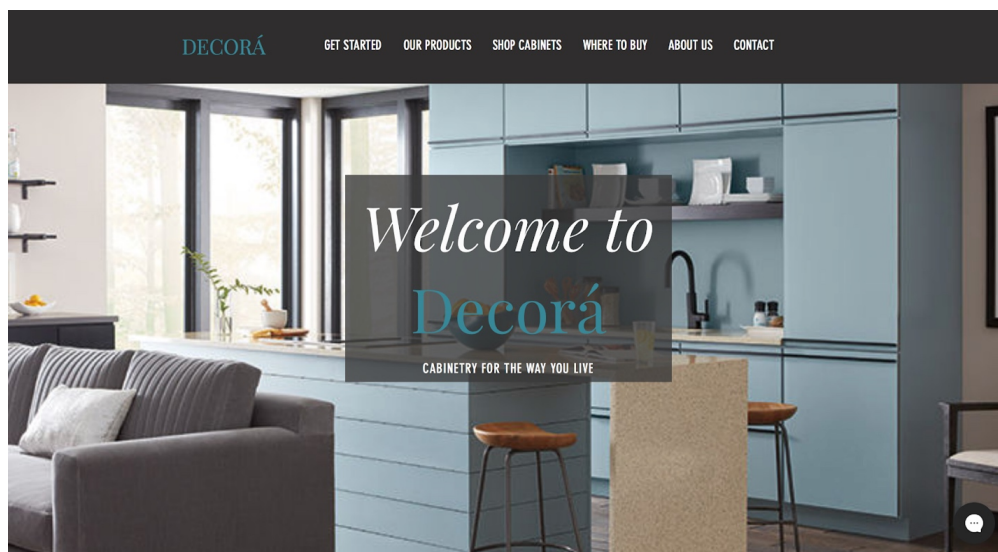 DECORÁ
GET STARTED OUR PRODUCTS SHOP CABINETS WHERE TO BUY ABOUT US CONTACT
Welcome to
Decorá
CABINETRY FOR THE WAY YOU LIVE